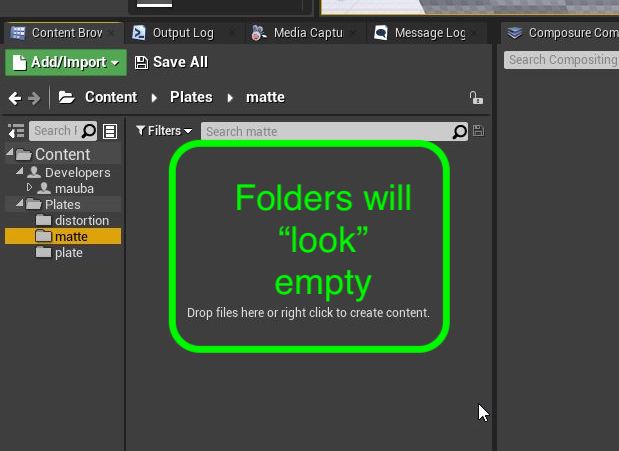 Content Brow
Output Log
Media Captu
Message Log
Composure Com
Add/Import
Save All
Search Compositing
Content
Plates
matte
Search F
Filters
Search matte
Content
Developers
mauba
Plates
distortion
matte
plate
Folders will
“look”
empty
Drop files here or right click to create content.